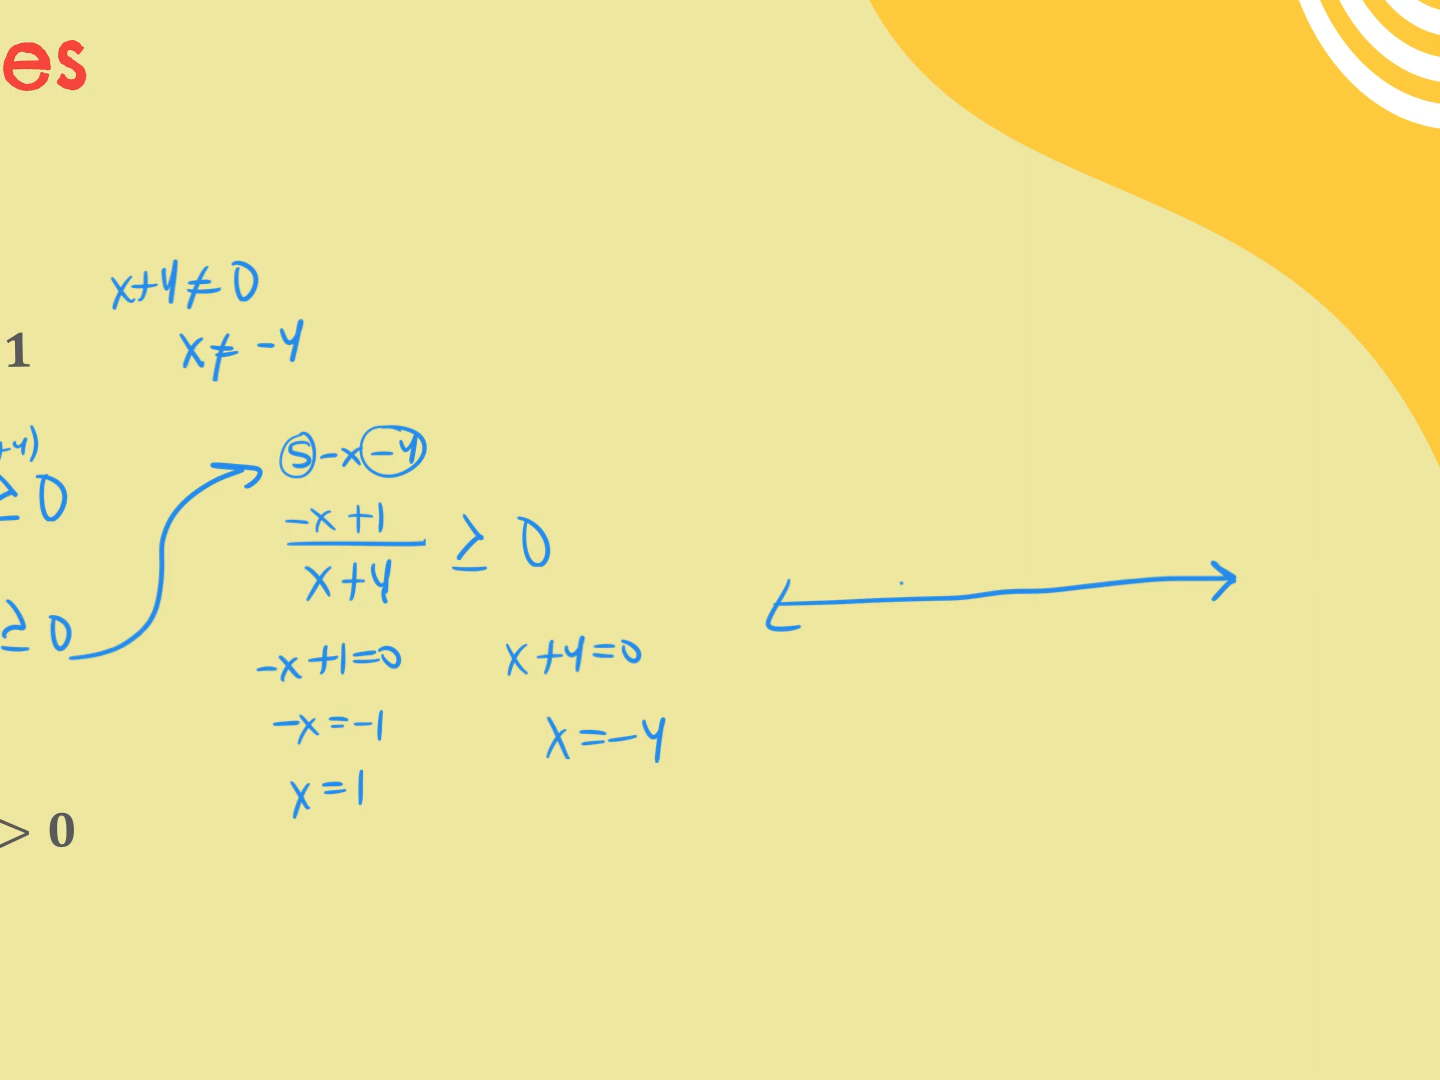 es
x+4≠0
1
x≠ -4
+4)
5-x-4
≥0
-x+1
≥ 0
x+4
≥0
-x+1=0
x+4=0
-x=-1
x=-4
x=1
> 0